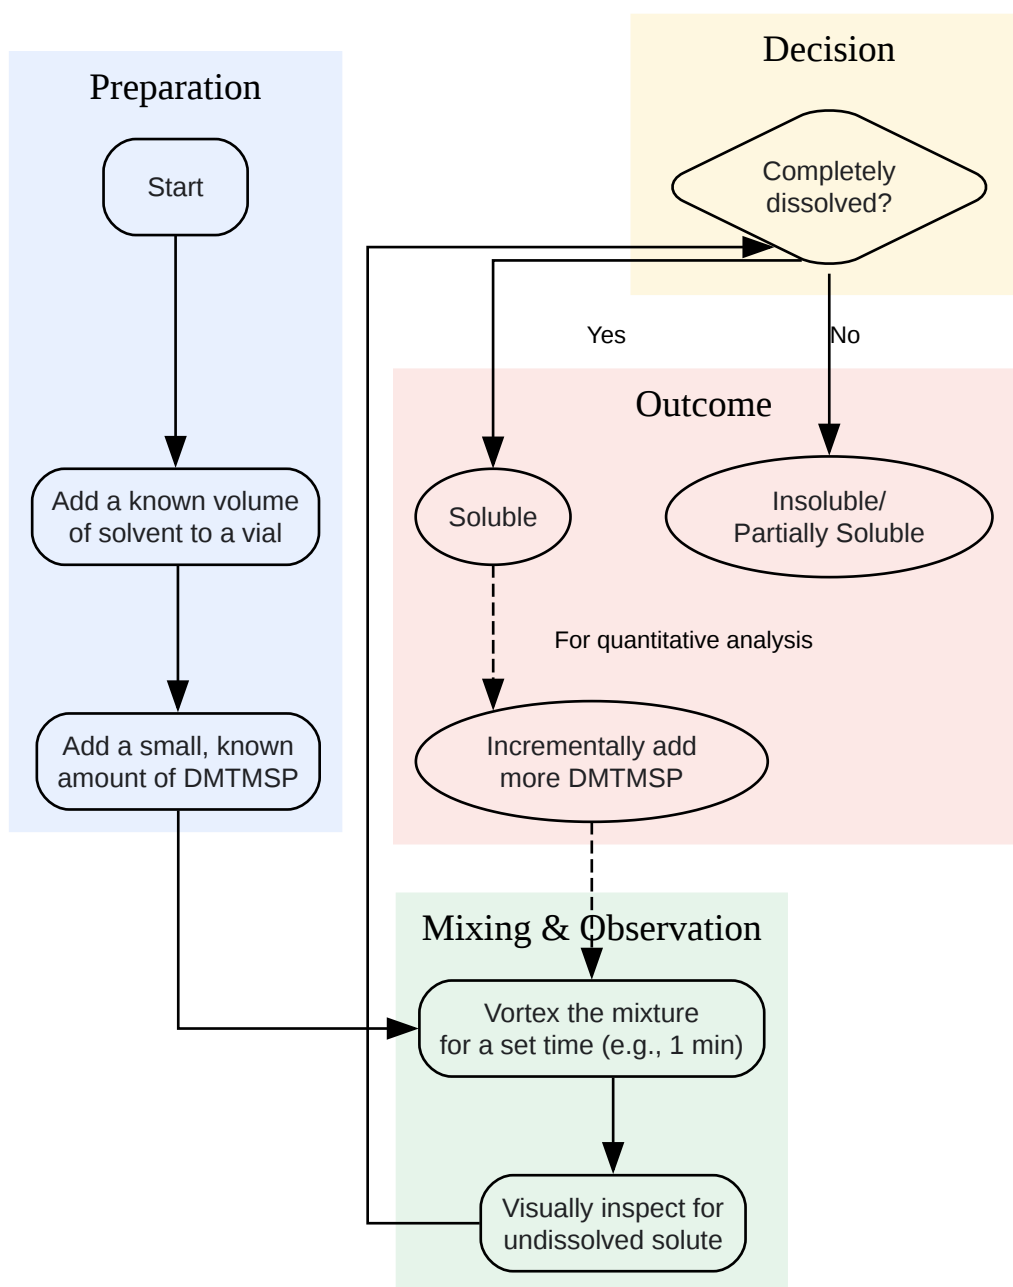 Preparation
Start
Add a known volume
of solvent to a vial
Add a small, known
amount of DMTMSP
Decision
Completely
dissolved?
Yes
No
Outcome
Soluble
Insoluble/
Partially Soluble
For quantitative analysis
Incrementally add
more DMTMSP
Mixing & Observation
Vortex the mixture
for a set time (e.g., 1 min)
Visually inspect for
undissolved solute